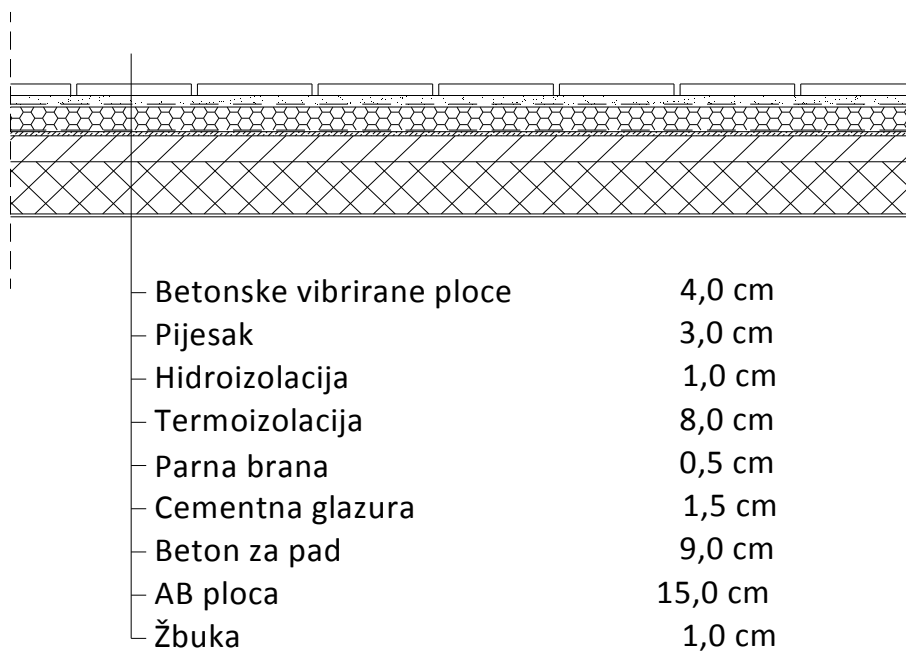 Betonske vibrirane ploce 4,0 cm
Pijesak 3,0 cm
Hidroizolacija 1,0 cm
Termoizolacija 8,0 cm
Parna brana 0,5 cm
Cementna glazura 1,5 cm
Beton za pad 9,0 cm
AB ploca 15,0 cm
Žbuka 1,0 cm